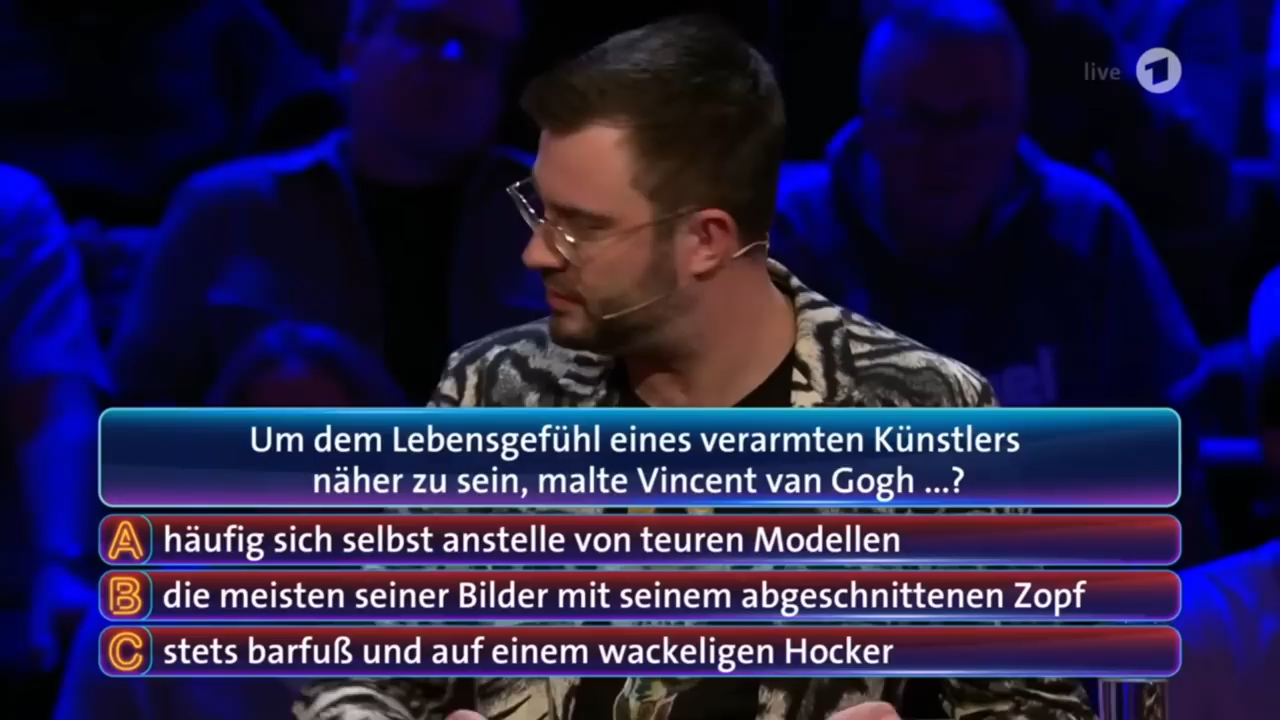 live 1
Um dem Lebensgefühl eines verarmten Künstlers
näher zu sein, malte Vincent van Gogh ...?
A häufig sich selbst anstelle von teuren Modellen
B die meisten seiner Bilder mit seinem abgeschnittenen Zopf
C stets barfuß und auf einem wackeligen Hocker